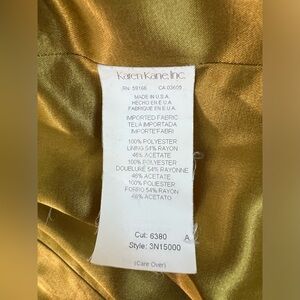 Karen Kane, Inc.
RN: 59166 CA 03609
MADE IN U.S.A.
HECHO EN E.U.A.
FABRIQUE EN E.U.A.
IMPORTED FABRIC
TELA IMPORTADA
IMPORTE FABRI
100% POLYESTER
LINING 54% RAYON
46% ACETATE
100% POLYESTER
DOUBLURE 54% RAYONNE
46% ACETATE
100% POLIESTER
FORRO 54% RAYON
46% ACETATO
Cut: 6380 A
Style: 3N15000
(Care Over)